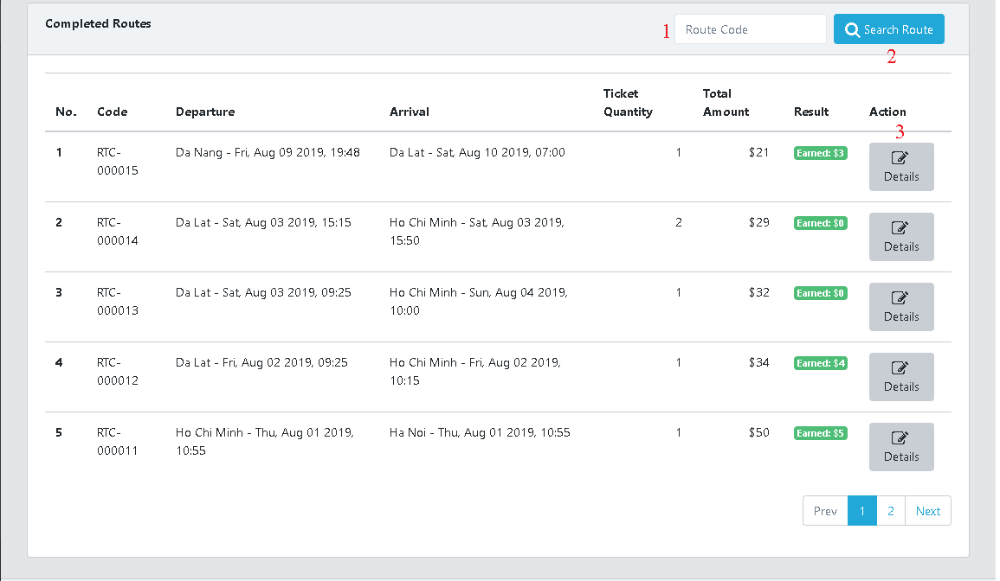 Completed Routes
1 Route Code Search Route
2
Ticket Total
No. Code Departure Arrival Quantity Amount Result Action
3
1 RTC- Da Nang - Fri, Aug 09 2019, 19:48 Da Lat - Sat, Aug 10 2019, 07:00 1 $21 Earned: $3
000015 Details
2 RTC- Da Lat - Sat, Aug 03 2019, 15:15 Ho Chi Minh - Sat, Aug 03 2019, 2 $29 Earned: $0
000014 15:50 Details
3 RTC- Da Lat - Sat, Aug 03 2019, 09:25 Ho Chi Minh - Sun, Aug 04 2019, 1 $32 Earned: $0
000013 10:00 Details
4 RTC- Da Lat - Fri, Aug 02 2019, 09:25 Ho Chi Minh - Fri, Aug 02 2019, 1 $34 Earned: $4
000012 10:15 Details
5 RTC- Ho Chi Minh - Thu, Aug 01 2019, Ha Noi - Thu, Aug 01 2019, 10:55 1 $50 Earned: $5
000011 10:55 Details
Prev 1 2 Next